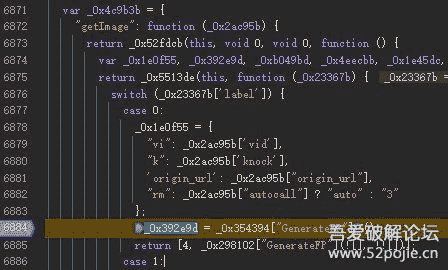 6871 var _0x4c9b3b = {
6872 "getImage": function (_0x2ac95b) {
6873 return _0x52fdcb(this, void 0, void 0, function () {
6874 var _0x1e0f55, _0x392e9d, _0xb049bd, _0x4eecbb, _0x1e45dc,
6875 return _0x5513de(this, function (_0x23367b) { _0x23367b =
6876 switch (_0x23367b['label']) {
6877 case 0:
6878 _0x1e0f55 = {
6879 "vi": _0x2ac95b['vid'],
6880 "k": _0x2ac95b['knock'],
6881 'origin_url': _0x2ac95b["origin_url"],
6882 "rm": _0x2ac95b["autocall"] ? "auto" : "3"
6883 };
6884 _0x392e9d = _0x354394["Generate
6885 return [4, _0x298102["GenerateFP
6886 case 1:
吾爱破解论坛
www.52pojie.cn